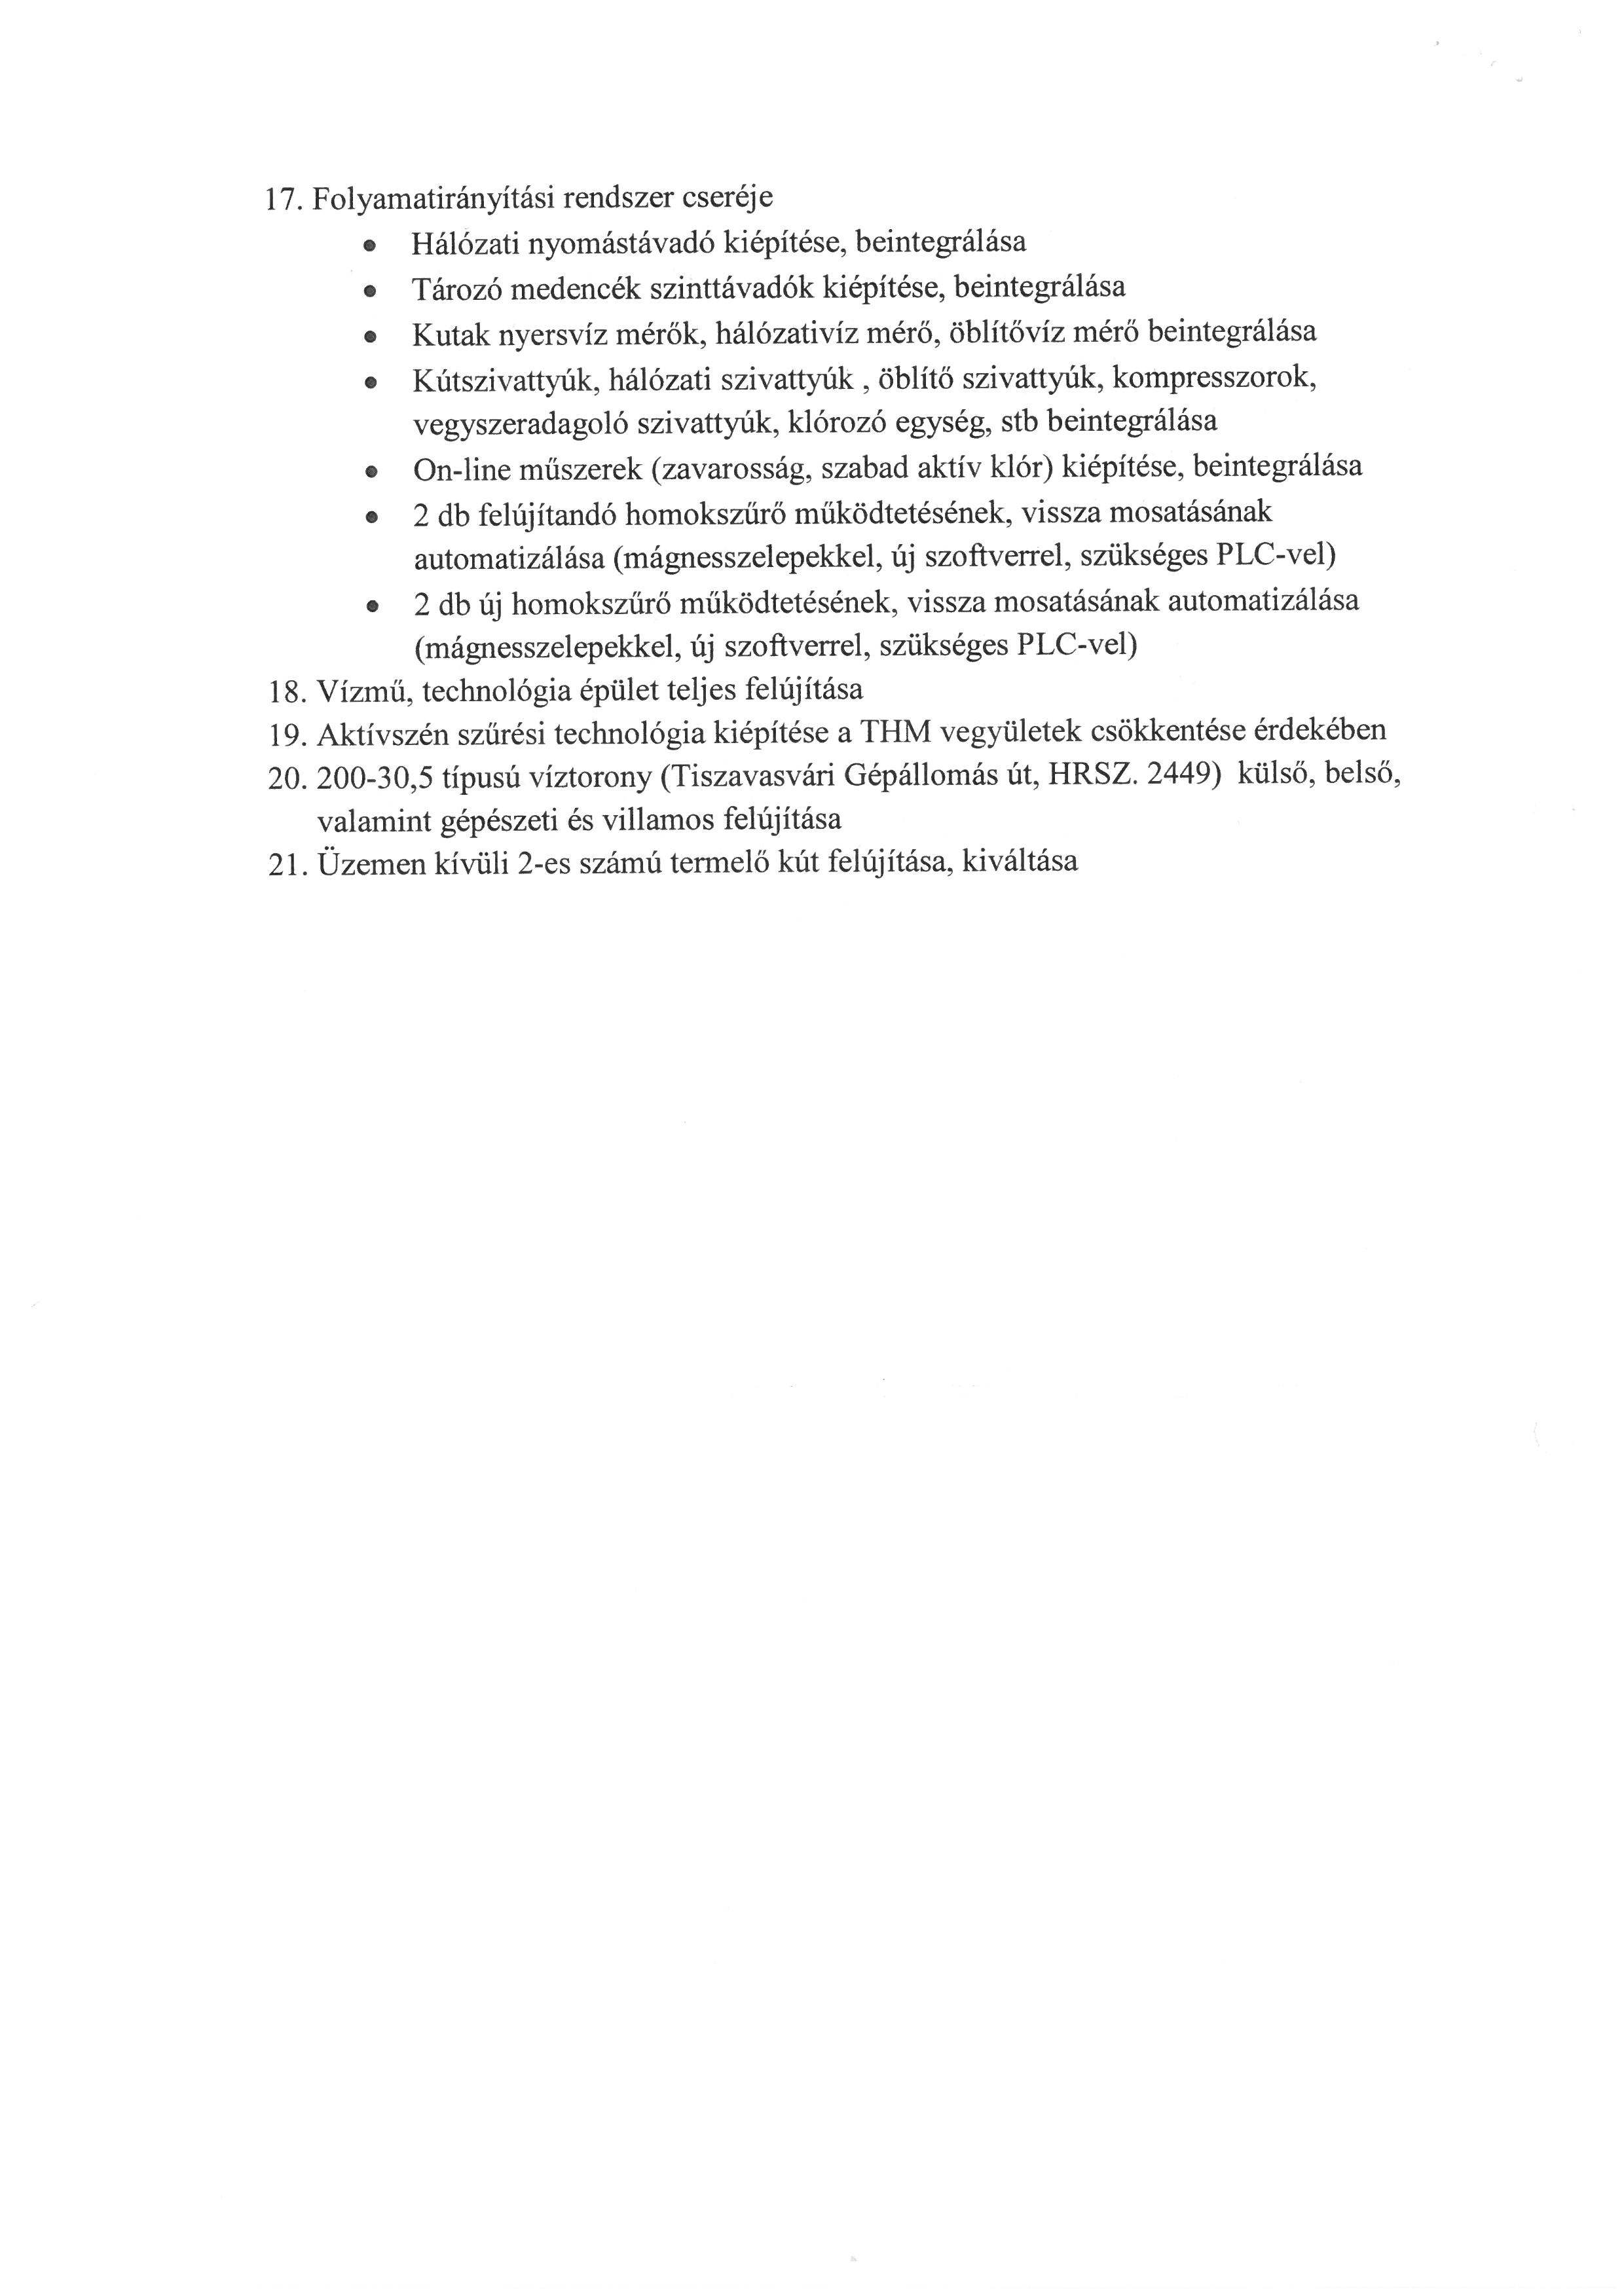 17. Folyamatirányítási rendszer cseréje
• Hálózati nyomástávadó kiépítése, beintegrálása
• Tározó medencék szinttávadók kiépítése, beintegrálása
• Kutak nyersvíz mérők, hálózativíz mérő, öblítővíz mérő beintegrálása
• Kútszivattyúk, hálózati szivattyúk , öblítő szivattyúk, kompresszorok,
vegyszeradagoló szivattyúk, klórozó egység, stb beintegrálása
• On-line műszerek (zavarosság, szabad aktív klór) kiépítése, beintegrálása
• 2 db felújítandó homokszűrő működtetésének, vissza mosatásának
automatizálása (mágnesszelepekkel, új szoftverrel, szükséges PLC-vel)
• 2 db új homokszűrő működtetésének, vissza mosatásának automatizálása
(mágnesszelepekkel, új szoftverrel, szükséges PLC-vel)
18. Vízmű, technológia épület teljes felújítása
19. Aktívszén szűrési technológia kiépítése a THM vegyületek csökkentése érdekében
20. 200-30,5 típusú víztorony (Tiszavasvári Gépállomás út, HRSZ. 2449) külső, belső,
valamint gépészeti és villamos felújítása
21. Üzemen kívüli 2-es számú termelő kút felújítása, kiváltása